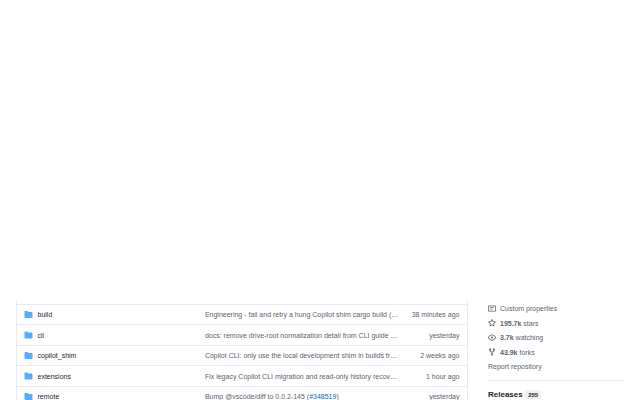 build Engineering - fail and retry a hung Copilot shim cargo build (... 38 minutes ago
cli docs: remove drive-root normalization detail from CLI guide ... yesterday
copilot_shim Copilot CLI: only use the local development shim in builds fr... 2 weeks ago
extensions Fix legacy Copilot CLI migration and read-only history recov... 1 hour ago
remote Bump @vscode/diff to 0.0.2-145 (#348519) yesterday
Custom properties
195.7k stars
3.7k watching
43.9k forks
Report repository
Releases 255